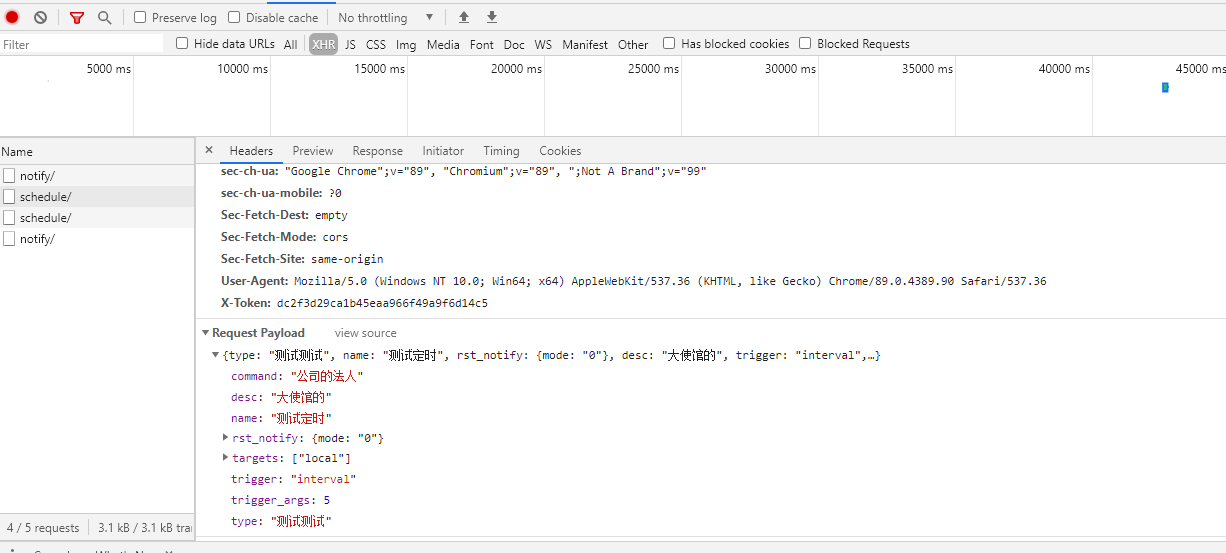 Preserve log Disable cache No throttling
Filter Hide data URLs All XHR JS CSS Img Media Font Doc WS Manifest Other Has blocked cookies Blocked Requests
5000 ms 10000 ms 15000 ms 20000 ms 25000 ms 30000 ms 35000 ms 40000 ms 45000 ms
Name
notify/
schedule/
schedule/
notify/
4 / 5 requests 3.1 kB / 3.1 kB
× Headers Preview Response Initiator Timing Cookies
sec-ch-ua: "Google Chrome";v="89", "Chromium";v="89", ";Not A Brand";v="99"
sec-ch-ua-mobile: ?0
Sec-Fetch-Dest: empty
Sec-Fetch-Mode: cors
Sec-Fetch-Site: same-origin
User-Agent: Mozilla/5.0 (Windows NT 10.0; Win64; x64) AppleWebKit/537.36 (KHTML, like Gecko) Chrome/89.0.4389.90 Safari/537.36
X-Token: dc2f3d29ca1b45eaa966f49a9f6d14c5
Request Payload view source
{type: "测试测试", name: "测试定时", rst_notify: {mode: "0"}, desc: "大使馆的", trigger: "interval",…}
command: "公司的法人"
desc: "大使馆的"
name: "测试定时"
rst_notify: {mode: "0"}
targets: ["local"]
trigger: "interval"
trigger_args: 5
type: "测试测试"